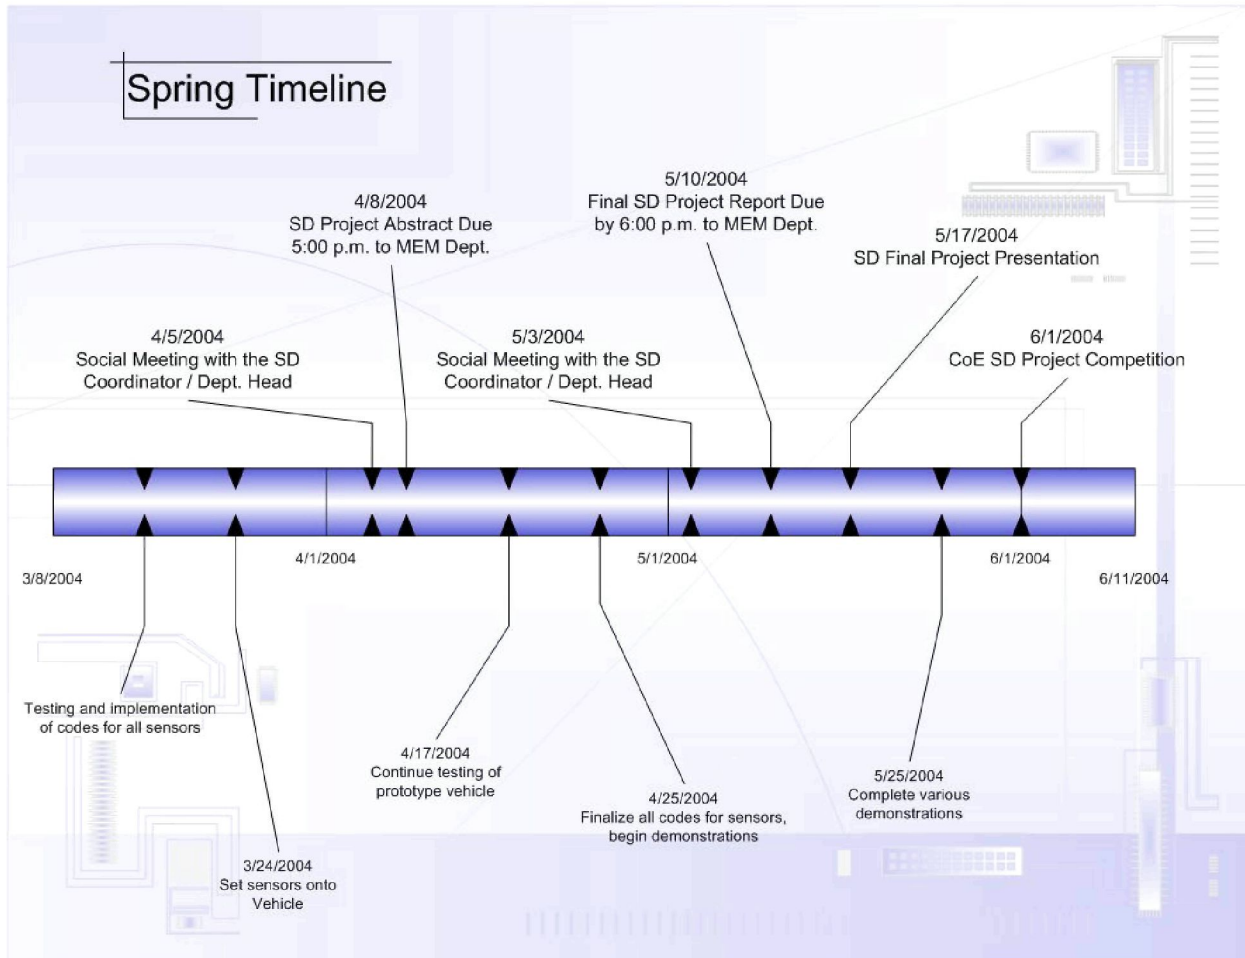 Spring Timeline
4/8/2004
SD Project Abstract Due
5:00 p.m. to MEM Dept.
5/10/2004
Final SD Project Report Due
by 6:00 p.m. to MEM Dept.
5/17/2004
SD Final Project Presentation
4/5/2004
Social Meeting with the SD
Coordinator / Dept. Head
5/3/2004
Social Meeting with the SD
Coordinator / Dept. Head
6/1/2004
CoE SD Project Competition
3/8/2004
4/1/2004
5/1/2004
6/1/2004
6/11/2004
Testing and implementation
of codes for all sensors
3/24/2004
Set sensors onto
Vehicle
4/17/2004
Continue testing of
prototype vehicle
4/25/2004
Finalize all codes for sensors,
begin demonstrations
5/25/2004
Complete various
demonstrations